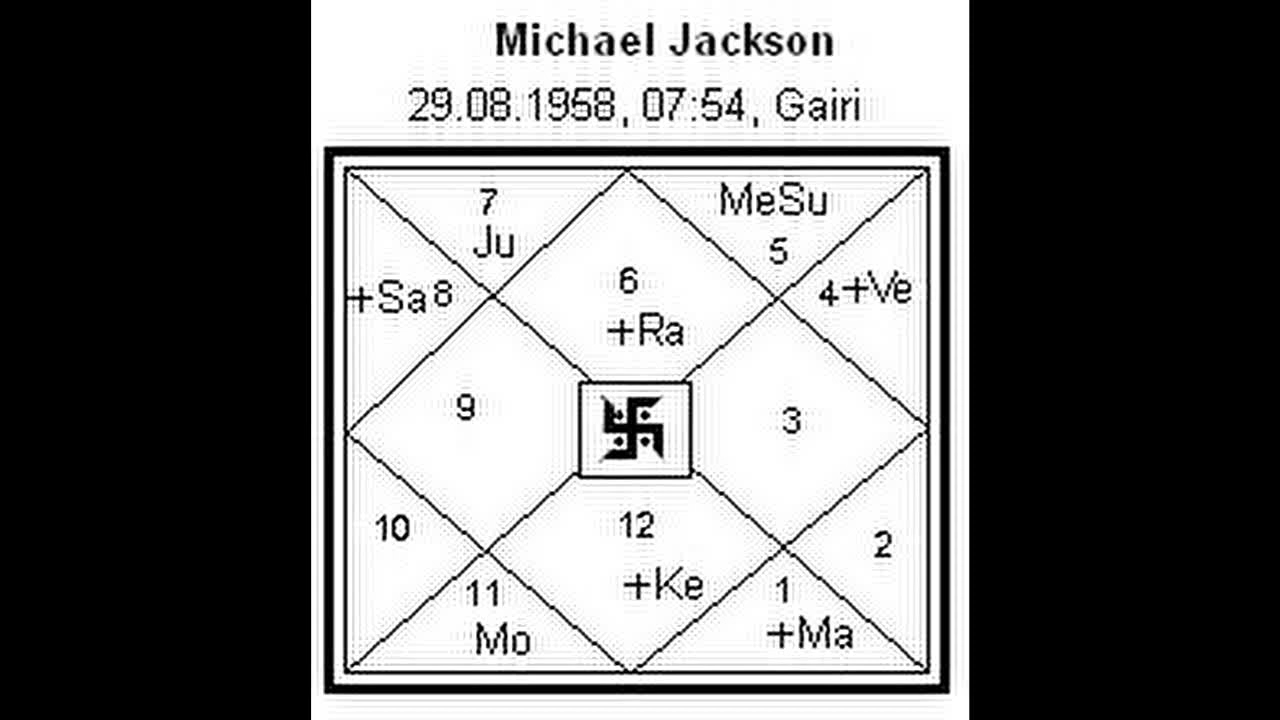 Michael Jackson
29.08.1958, 07:54, Gairi
7
Ju
MeSu
5
+Sa 8
6
+Ra
4 +Ve
9
3
10
12
+Ke
2
11
Mo
1
+Ma